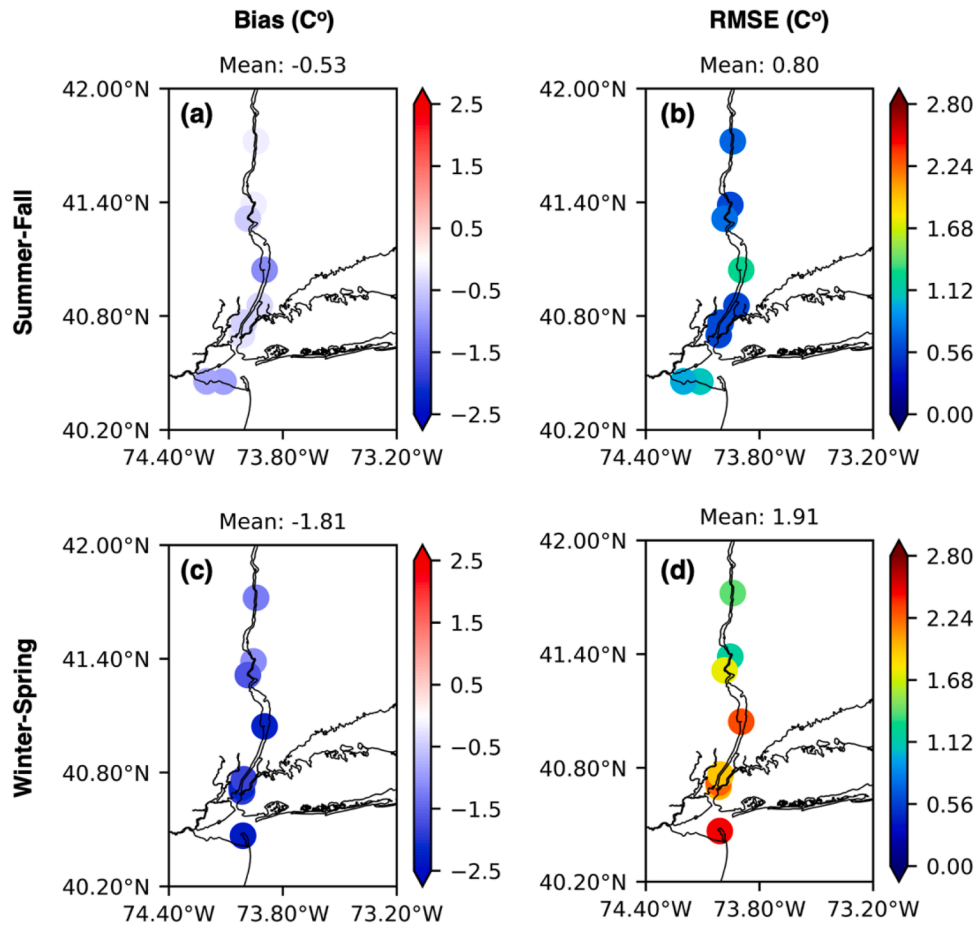 Bias (Cº)
RMSE (Cº)
Summer-Fall
Mean: -0.53
(a)
42.00°N
41.40°N
40.80°N
40.20°N
74.40°W
73.80°W
73.20°W
2.5
1.5
0.5
−0.5
−1.5
−2.5
Mean: 0.80
(b)
42.00°N
41.40°N
40.80°N
40.20°N
74.40°W
73.80°W
73.20°W
2.80
2.24
1.68
1.12
0.56
0.00
Winter-Spring
Mean: -1.81
(c)
42.00°N
41.40°N
40.80°N
40.20°N
74.40°W
73.80°W
73.20°W
2.5
1.5
0.5
−0.5
−1.5
−2.5
Mean: 1.91
(d)
42.00°N
41.40°N
40.80°N
40.20°N
74.40°W
73.80°W
73.20°W
2.80
2.24
1.68
1.12
0.56
0.00